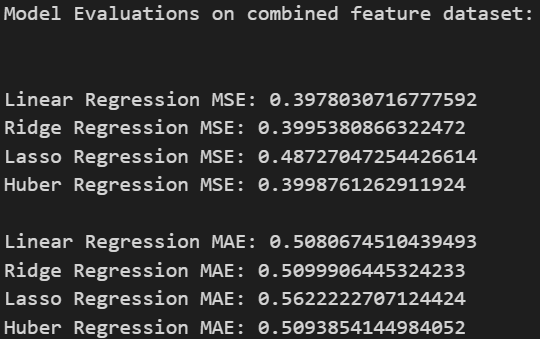 Model Evaluations on combined feature dataset:
Linear Regression MSE: 0.3978030716777592
Ridge Regression MSE: 0.3995380866322472
Lasso Regression MSE: 0.48727047254426614
Huber Regression MSE: 0.3998761262911924
Linear Regression MAE: 0.5080674510439493
Ridge Regression MAE: 0.5099906445324233
Lasso Regression MAE: 0.5622222707124424
Huber Regression MAE: 0.5093854144984052